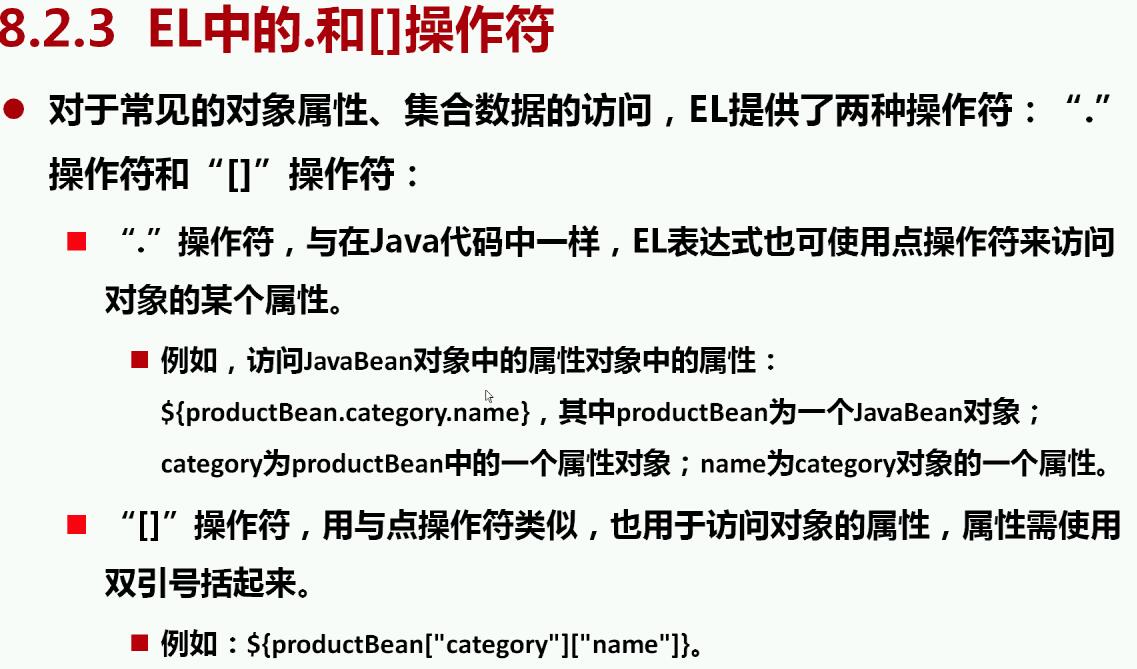 8.2.3 EL中的.和[]操作符
对于常见的对象属性、集合数据的访问，EL提供了两种操作符：“.”
操作符和“[]”操作符：
“.”操作符，与在Java代码中一样，EL表达式也可使用点操作符来访问
对象的某个属性。
例如，访问JavaBean对象中的属性对象中的属性：
${productBean.category.name}，其中productBean为一个JavaBean对象；
category为productBean中的一个属性对象；name为category对象的一个属性。
“[]”操作符，用与点操作符类似，也用于访问对象的属性，属性需使用
双引号括起来。
例如：${productBean["category"]["name"]}。